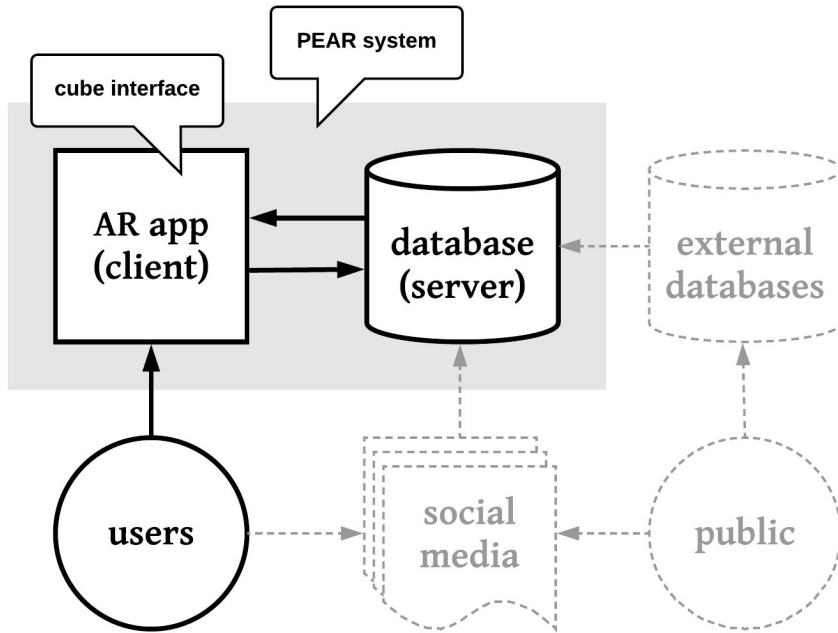 PEAR system
cube interface
AR app
(client)
database
(server)
external
databases
users
social
media
public